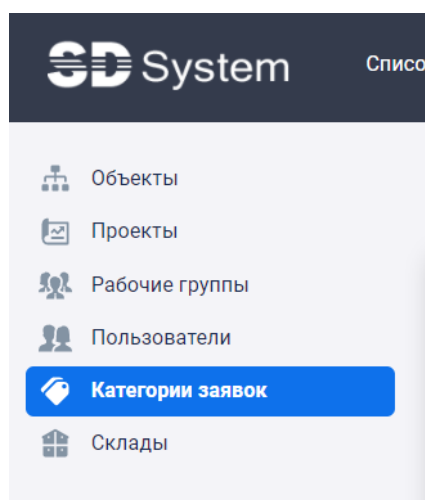 SD System
Списо
Объекты
Проекты
Рабочие группы
Пользователи
Категории заявок
Склады